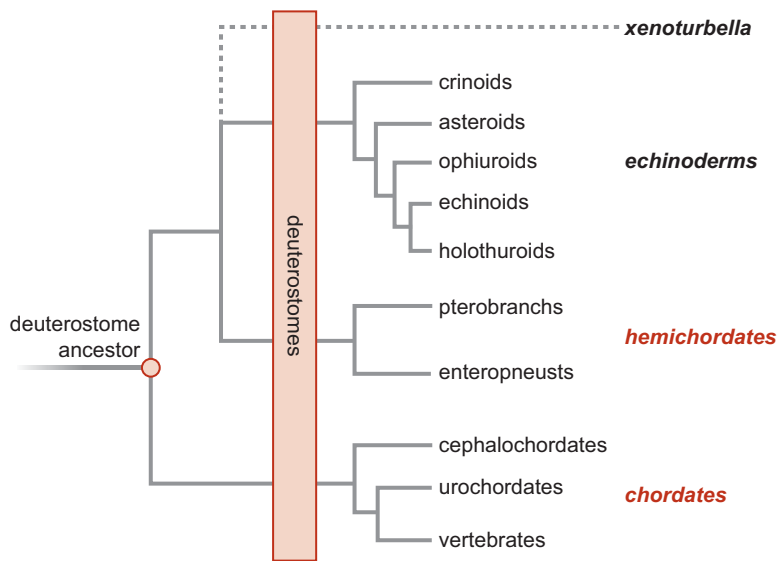 xenoturbella
crinoids
asteroids
ophiuroids
echinoderms
echinoids
holothuroids
deuterostomes
pterobranchs
deuterostome
ancestor
hemichordates
enteropneusts
cephalochordates
urochordates
chordates
vertebrates